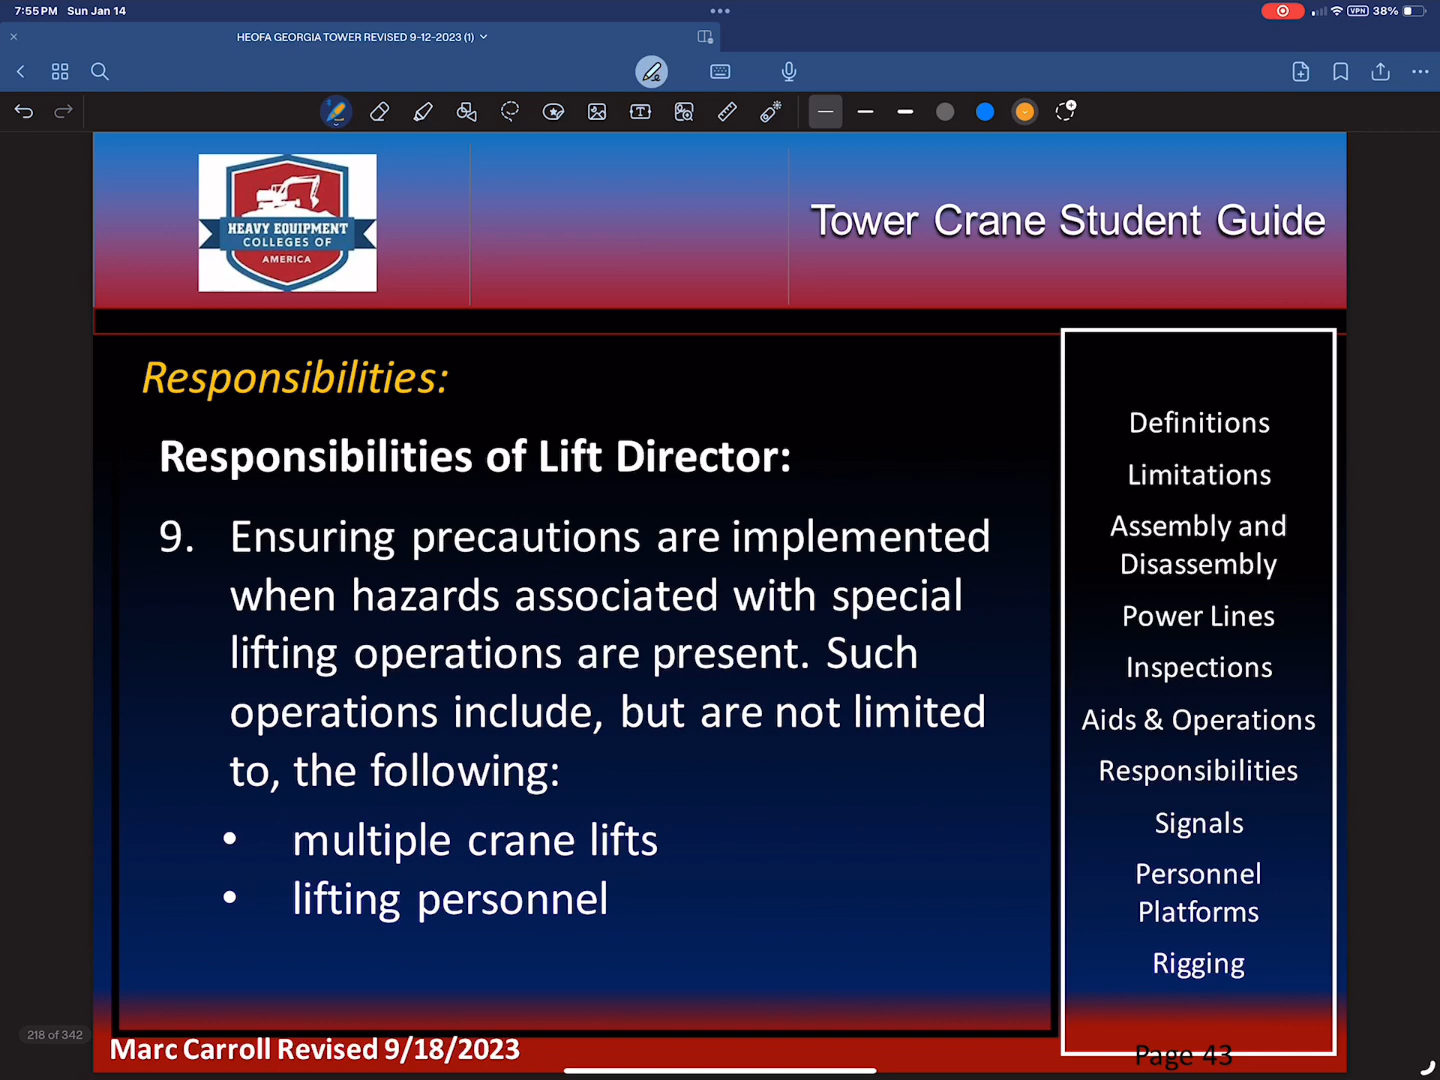 7:55 PM Sun Jan 14
VPN 38%
HEOFA GEORGIA TOWER REVISED 9-12-2023 (1)
HEAVY EQUIPMENT
COLLEGES OF
AMERICA
Tower Crane Student Guide
Responsibilities:
Responsibilities of Lift Director:
9. Ensuring precautions are implemented
when hazards associated with special
lifting operations are present. Such
operations include, but are not limited
to, the following:
• multiple crane lifts
• lifting personnel
Definitions
Limitations
Assembly and
Disassembly
Power Lines
Inspections
Aids & Operations
Responsibilities
Signals
Personnel
Platforms
Rigging
218 of 342
Marc Carroll Revised 9/18/2023
Page 43